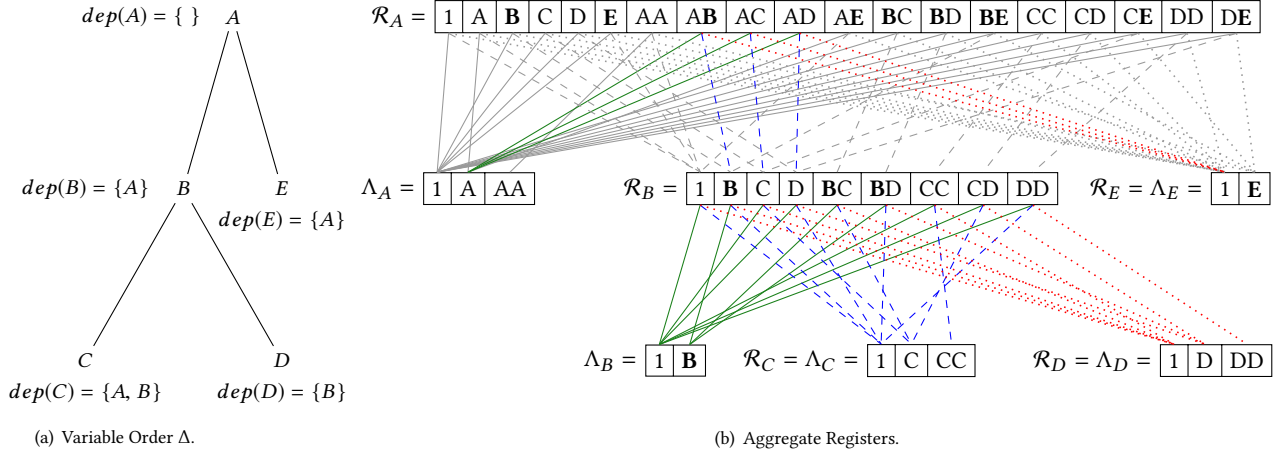 dep(A) = { } A
dep(B) = {A} B E
dep(E) = {A}
C D
dep(C) = {A, B} dep(D) = {B}
(a) Variable Order Δ.
ℛ_A = 1 A B C D E AA AB AC AD AE BC BD BE CC CD CE DD DE
Λ_A = 1 A AA
ℛ_B = 1 B C D BC BD CC CD DD
ℛ_E = Λ_E = 1 E
Λ_B = 1 B
ℛ_C = Λ_C = 1 C CC
ℛ_D = Λ_D = 1 D DD
(b) Aggregate Registers.